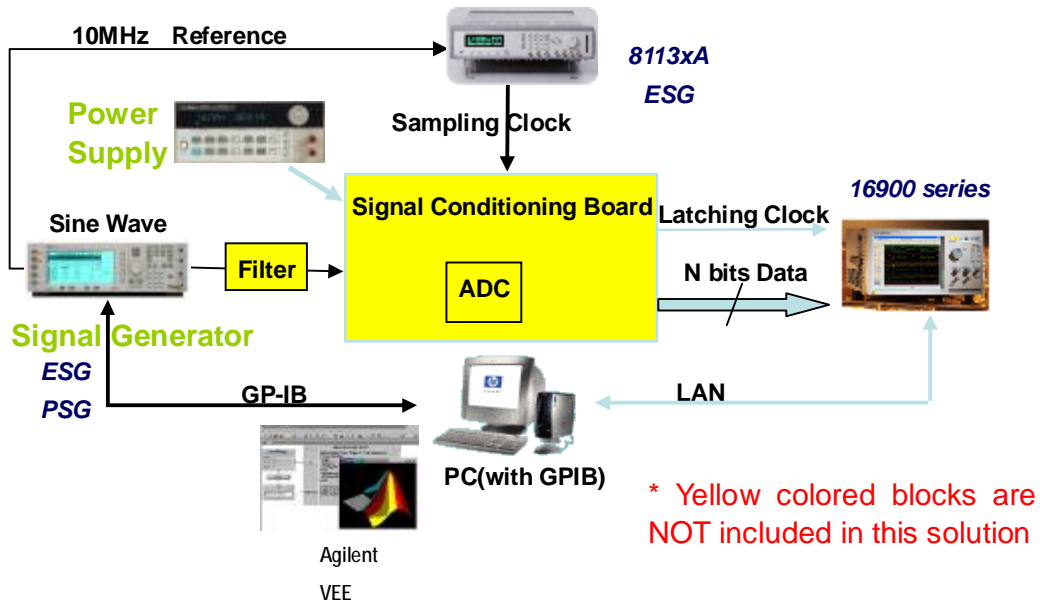 10MHz Reference
8113xA
ESG
Power
Supply
Sampling Clock
16900 series
Signal Conditioning Board
Latching Clock
Sine Wave
Filter
ADC
N bits Data
Signal Generator
ESG
PSG
GP-IB
LAN
PC(with GPIB)
* Yellow colored blocks are
NOT included in this solution
Agilent
VEE